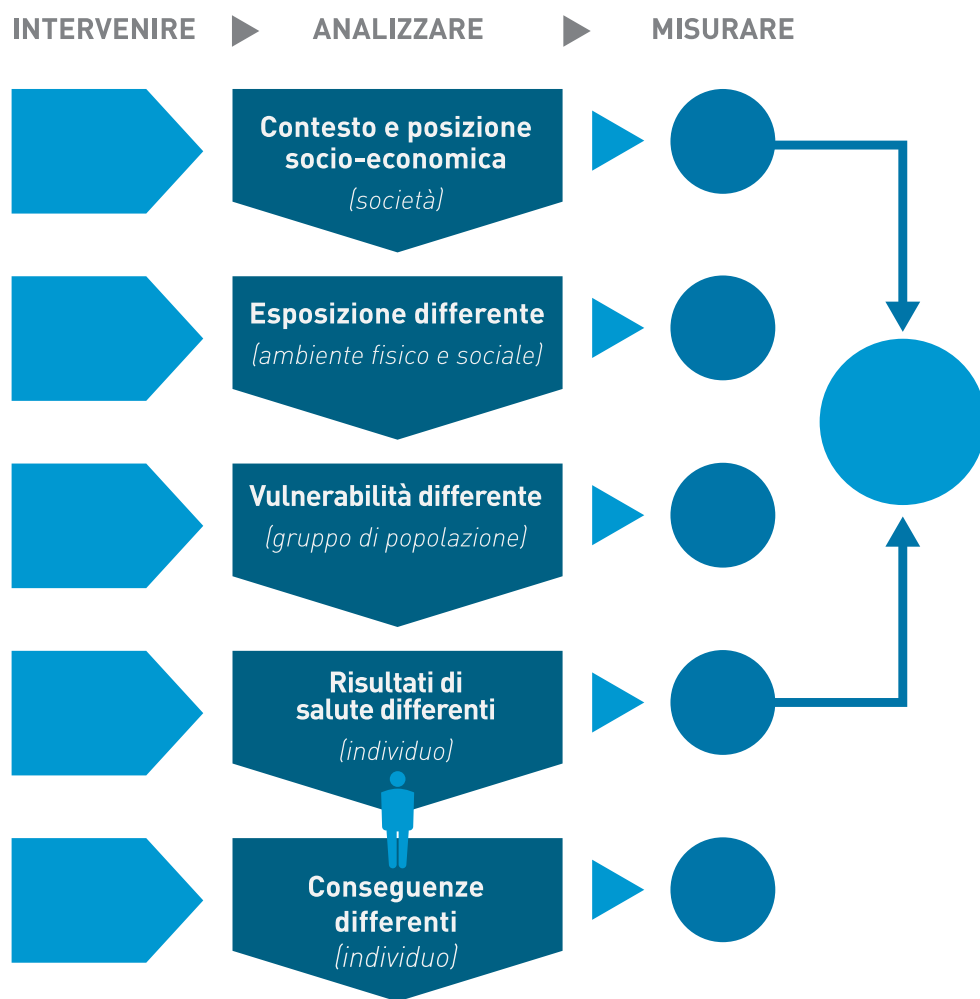 INTERVENIRE ANALIZZARE MISURARE
Contesto e posizione
socio-economica
(società)
Esposizione differente
(ambiente fisico e sociale)
Vulnerabilità differente
(gruppo di popolazione)
Risultati di
salute differenti
(individuo)
Conseguenze
differenti
(individuo)